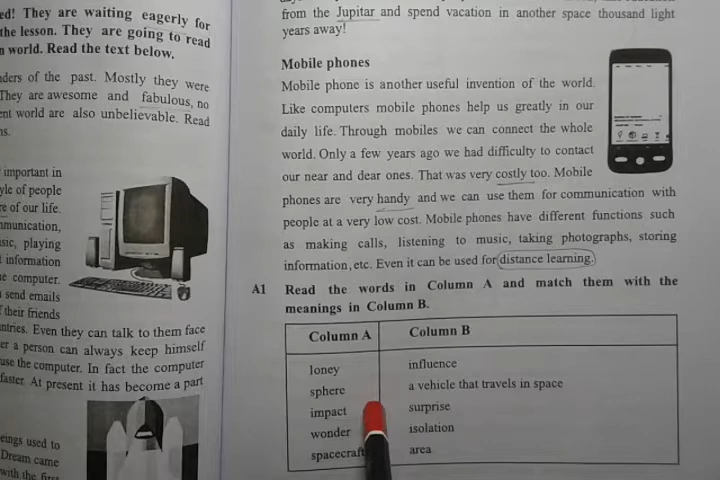 ed! They are waiting eagerly for
the lesson. They are going to read
n world. Read the text below.
nders of the past. Mostly they were
They are awesome and fabulous, no
ent world are also unbelievable. Read
ns.
important in
yle of people
re of our life.
mmunication,
sic, playing
information
e computer.
send emails
f their friends
ntries. Even they can talk to them face
er a person can always keep himself
use the computer. In fact the computer
faster. At present it has become a part
eings used to
Dream came
with the first
from the Jupitar and spend vacation in another space thousand light
years away!
Mobile phones
Mobile phone is another useful invention of the world.
Like computers mobile phones help us greatly in our
daily life. Through mobiles we can connect the whole
world. Only a few years ago we had difficulty to contact
our near and dear ones. That was very costly too. Mobile
phones are very handy and we can use them for communication with
people at a very low cost. Mobile phones have different functions such
as making calls, listening to music, taking photographs, storing
information, etc. Even it can be used for distance learning.
A1 Read the words in Column A and match them with the
meanings in Column B.
Column A Column B
loney influence
sphere a vehicle that travels in space
impact surprise
wonder isolation
spacecraft area